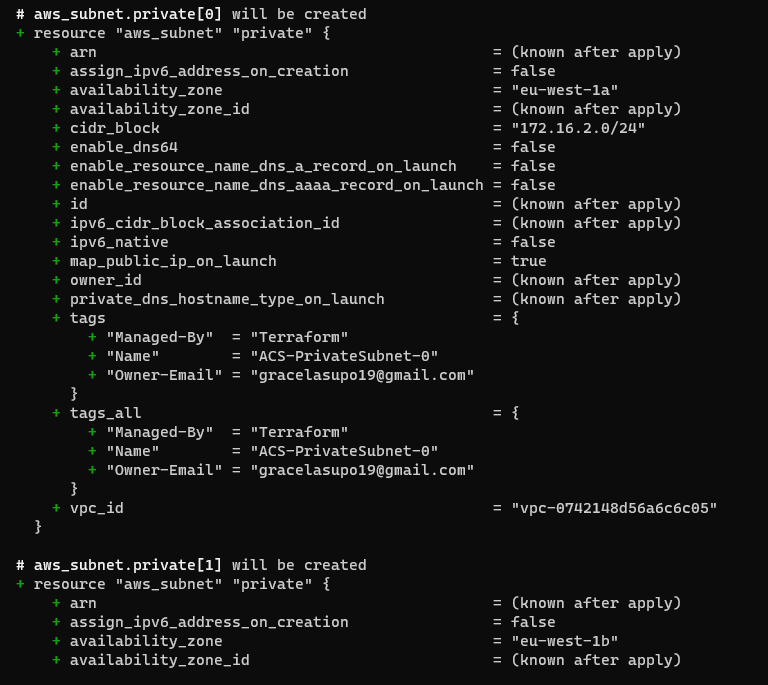 # aws_subnet.private[0] will be created
+ resource "aws_subnet" "private" {
    + arn                                            = (known after apply)
    + assign_ipv6_address_on_creation                = false
    + availability_zone                              = "eu-west-1a"
    + availability_zone_id                           = (known after apply)
    + cidr_block                                     = "172.16.2.0/24"
    + enable_dns64                                   = false
    + enable_resource_name_dns_a_record_on_launch    = false
    + enable_resource_name_dns_aaaa_record_on_launch = false
    + id                                             = (known after apply)
    + ipv6_cidr_block_association_id                 = (known after apply)
    + ipv6_native                                    = false
    + map_public_ip_on_launch                        = true
    + owner_id                                       = (known after apply)
    + private_dns_hostname_type_on_launch            = (known after apply)
    + tags                                           = {
        + "Managed-By"  = "Terraform"
        + "Name"        = "ACS-PrivateSubnet-0"
        + "Owner-Email" = "gracelasupo19@gmail.com"
      }
    + tags_all                                       = {
        + "Managed-By"  = "Terraform"
        + "Name"        = "ACS-PrivateSubnet-0"
        + "Owner-Email" = "gracelasupo19@gmail.com"
      }
    + vpc_id                                         = "vpc-0742148d56a6c6c05"
  }

# aws_subnet.private[1] will be created
+ resource "aws_subnet" "private" {
    + arn                                            = (known after apply)
    + assign_ipv6_address_on_creation                = false
    + availability_zone                              = "eu-west-1b"
    + availability_zone_id                           = (known after apply)